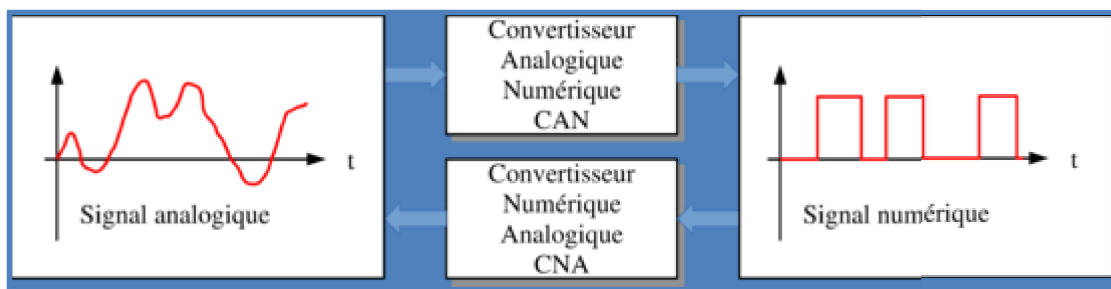 t
Signal analogique
Convertisseur
Analogique
Numérique
CAN
Convertisseur
Numérique
Analogique
CNA
t
Signal numérique